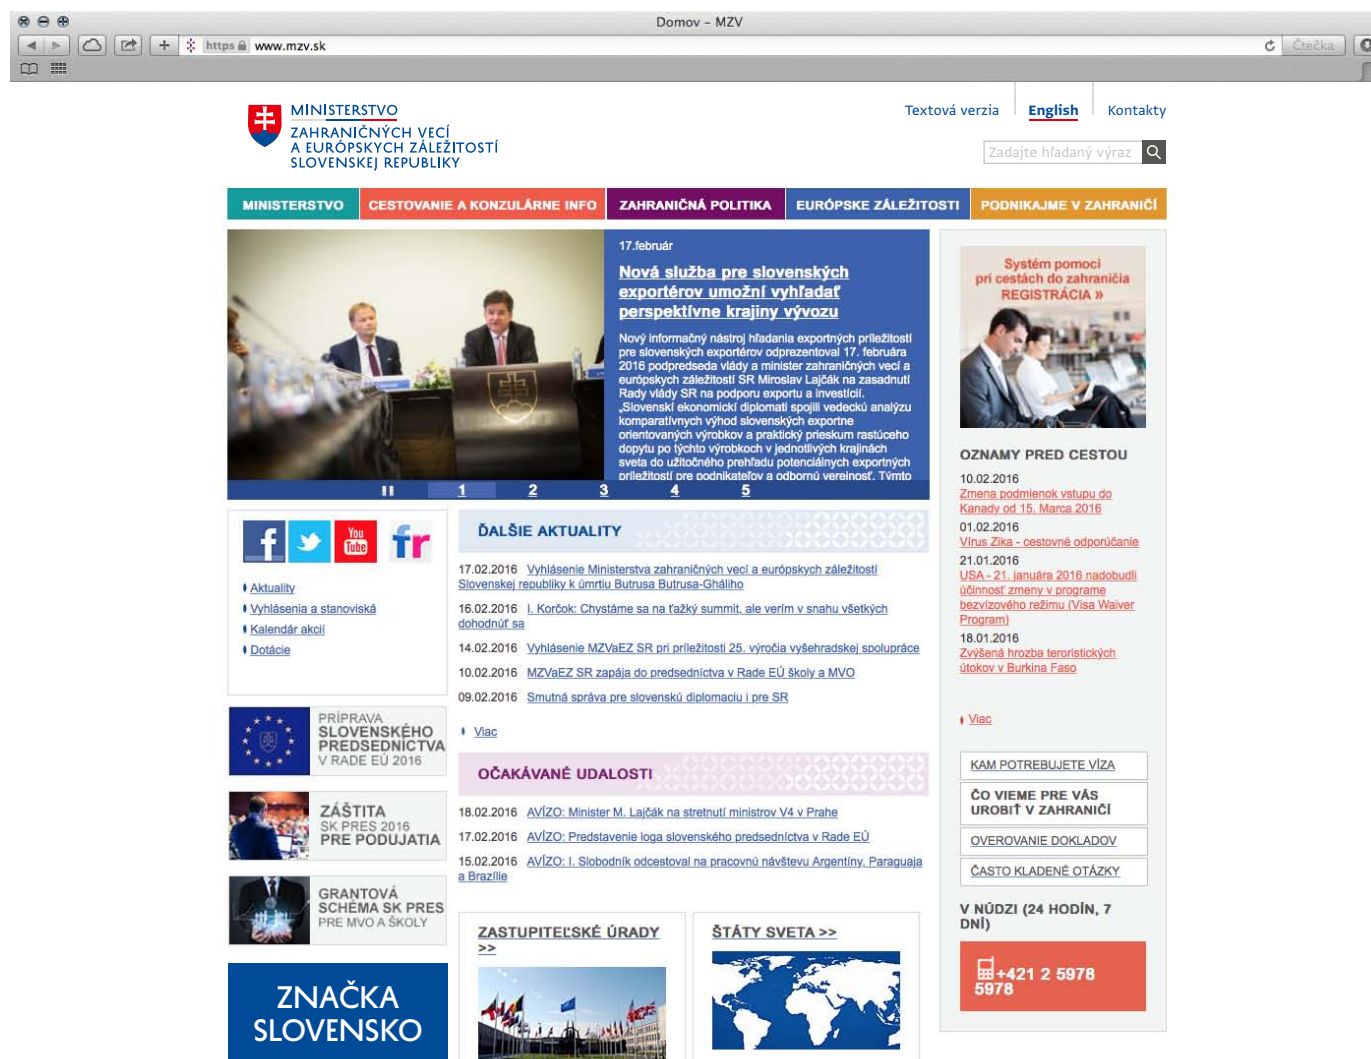 Domov – MZV
https www.mzv.sk
Čtečka
MINISTERSTVO
ZAHRANIČNÝCH VECÍ
A EURÓPSKYCH ZÁLEŽITOSTÍ
SLOVENSKEJ REPUBLIKY
Textová verzia English Kontakty
Zadajte hľadaný výraz
MINISTERSTVO CESTOVANIE A KONZULÁRNE INFO ZAHRANIČNÁ POLITIKA EURÓPSKE ZÁLEŽITOSTI PODNIKAJME V ZAHRANIČÍ
17.február
Nová služba pre slovenských
exportérov umožní vyhľadať
perspektívne krajiny vývozu
Nový informačný nástroj hľadania exportných príležitostí
pre slovenských exportérov odprezentoval 17. februára
2016 podpredseda vlády a minister zahraničných vecí a
európskych záležitostí SR Miroslav Lajčák na zasadnutí
Rady vlády SR na podporu exportu a investícií.
„Slovenskí ekonomickí diplomati spojili vedeckú analýzu
komparatívnych výhod slovenských exportne
orientovaných výrobkov a praktický prieskum rastúceho
dopytu po týchto výrobkoch v jednotlivých krajinách
sveta do užitočného prehľadu potenciálnych exportných
príležitostí pre podnikateľov a odbornú verejnosť. Týmto
1 2 3 4 5
f
You
Tube
fr
Aktuality
Vyhlásenia a stanoviská
Kalendár akcií
Dotácie
PRÍPRAVA
SLOVENSKÉHO
PREDSEDNÍCTVA
V RADE EÚ 2016
ZÁŠTITA
SK PRES 2016
PRE PODUJATIA
GRANTOVÁ
SCHÉMA SK PRES
PRE MVO A ŠKOLY
ZNAČKA
SLOVENSKO
ĎALŠIE AKTUALITY
17.02.2016 Vyhlásenie Ministerstva zahraničných vecí a európskych záležitostí
Slovenskej republiky k úmrtiu Butrusa Butrusa-Gháliho
16.02.2016 I. Korčok: Chystáme sa na ťažký summit, ale verím v snahu všetkých
dohodnúť sa
14.02.2016 Vyhlásenie MZVaEZ SR pri príležitosti 25. výročia vyšehradskej spolupráce
10.02.2016 MZVaEZ SR zapája do predsedníctva v Rade EÚ školy a MVO
09.02.2016 Smutná správa pre slovenskú diplomaciu i pre SR
Viac
OČAKÁVANÉ UDALOSTI
18.02.2016 AVÍZO: Minister M. Lajčák na stretnutí ministrov V4 v Prahe
17.02.2016 AVÍZO: Predstavenie loga slovenského predsedníctva v Rade EÚ
15.02.2016 AVÍZO: I. Slobodník odcestoval na pracovnú návštevu Argentíny, Paraguaja
a Brazílie
ZASTUPITEĽSKÉ ÚRADY
>>
ŠTÁTY SVETA >>
Systém pomoci
pri cestách do zahraničia
REGISTRÁCIA »
OZNAMY PRED CESTOU
10.02.2016
Zmena podmienok vstupu do
Kanady od 15. Marca 2016
01.02.2016
Vírus Zika - cestovné odporúčanie
21.01.2016
USA - 21. januára 2016 nadobudli
účinnosť zmeny v programe
bezvízového režimu (Visa Waiver
Program)
18.01.2016
Zvýšená hrozba teroristických
útokov v Burkina Faso
Viac
KAM POTREBUJETE VÍZA
ČO VIEME PRE VÁS
UROBIŤ V ZAHRANIČÍ
OVEROVANIE DOKLADOV
ČASTO KLADENÉ OTÁZKY
V NÚDZI (24 HODÍN, 7
DNÍ)
+421 2 5978
5978